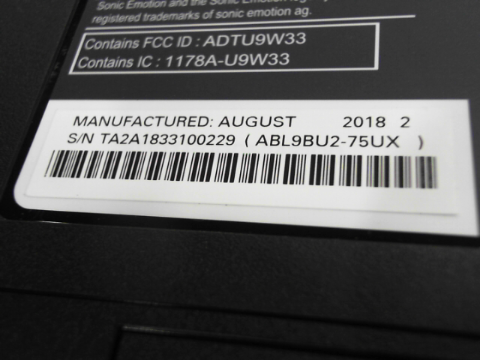 Sonic Emotion and the Sonic Emotion
registered trademarks of sonic emotion ag.
Contains FCC ID : ADTU9W33
Contains IC : 1178A-U9W33
MANUFACTURED: AUGUST 2018 2
S/N TA2A1833100229 ( ABL9BU2-75UX )